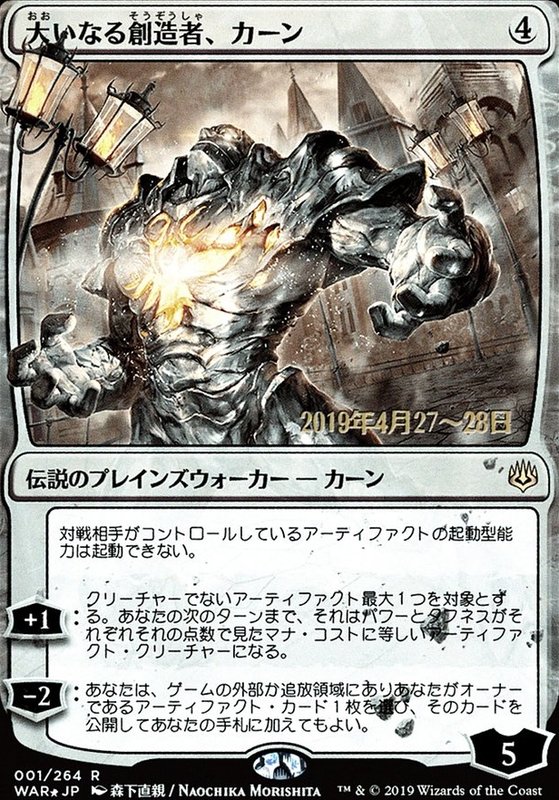 おお そうぞうしゃ
大いなる創造者、カーン 4
2019年4月27~28日
伝説のプレインズウォーカー — カーン
対戦相手がコントロールしているアーティファクトの起動型能
力は起動できない。
クリーチャーでないアーティファクト最大1つを対象とす
+1 : る。あなたの次のターンまで、それはパワーとタフネスがそ
れぞれそれの点数で見たマナ・コストに等しいアーティファ
クト・クリーチャーになる。
-2 : あなたは、ゲームの外部か追放領域にありあなたがオーナー
であるアーティファクト・カード1枚を選び、そのカードを
公開してあなたの手札に加えてもよい。
5
001/264 R
WAR★JP 森下直親 / NAOCHIKA MORISHITA ™ & © 2019 Wizards of the Coast